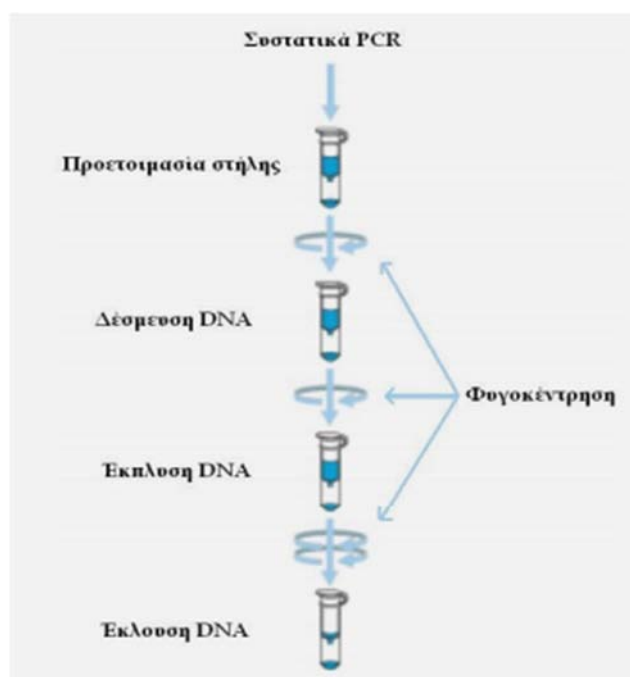 Συστατικά PCR
Προετοιμασία στήλης
Δέσμευση DNA
Φυγοκέντρηση
Έκπλυση DNA
Έκλουση DNA